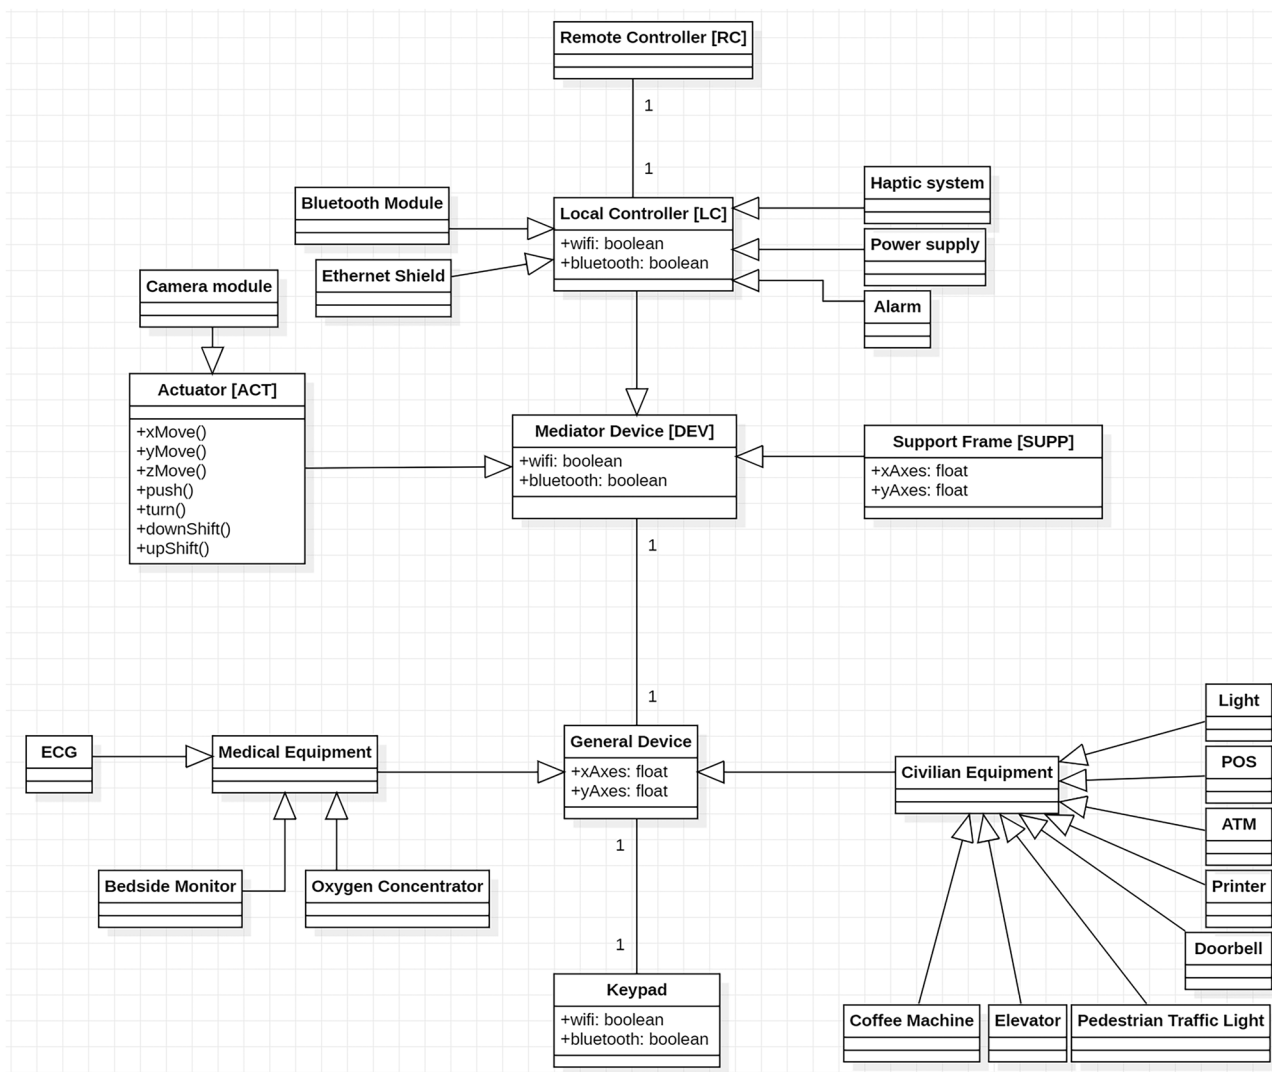 Remote Controller [RC]
1
1
Haptic system
Bluetooth Module
Local Controller [LC]
+wifi: boolean
+bluetooth: boolean
Power supply
Ethernet Shield
Camera module
Alarm
Actuator [ACT]
+xMove()
+yMove()
+zMove()
+push()
+turn()
+downShift()
+upShift()
Mediator Device [DEV]
+wifi: boolean
+bluetooth: boolean
Support Frame [SUPP]
+xAxes: float
+yAxes: float
1
1
Light
ECG
Medical Equipment
General Device
+xAxes: float
+yAxes: float
Civilian Equipment
POS
ATM
Printer
1
Bedside Monitor
Oxygen Concentrator
Doorbell
1
Keypad
+wifi: boolean
+bluetooth: boolean
Coffee Machine
Elevator
Pedestrian Traffic Light